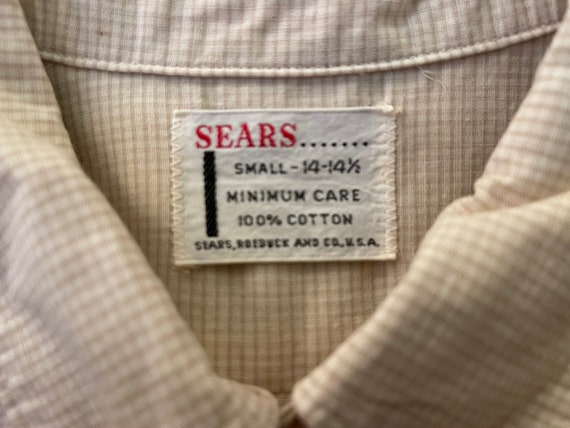 SEARS.......
SMALL - 14-14½
MINIMUM CARE
100% COTTON
SEARS, ROEBUCK AND CO., U.S.A.